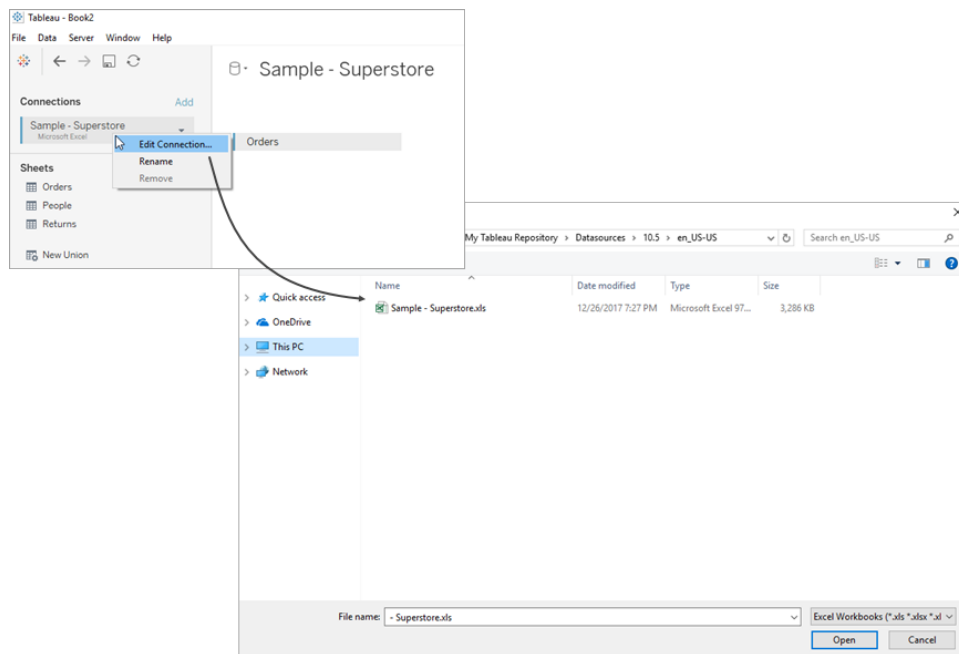 Tableau - Book2
File Data Server Window Help
Sample - Superstore
Connections Add
Sample - Superstore
Microsoft Excel
Edit Connection...
Rename
Remove
Orders
Sheets
Orders
People
Returns
New Union
My Tableau Repository > Datasources > 10.5 > en_US-US
Search en_US-US
Name Date modified Type Size
Sample - Superstore.xls 12/26/2017 7:27 PM Microsoft Excel 97... 3,286 KB
Quick access
OneDrive
This PC
Network
File name: - Superstore.xls Excel Workbooks (*.xls *.xlsx *.xl
Open Cancel